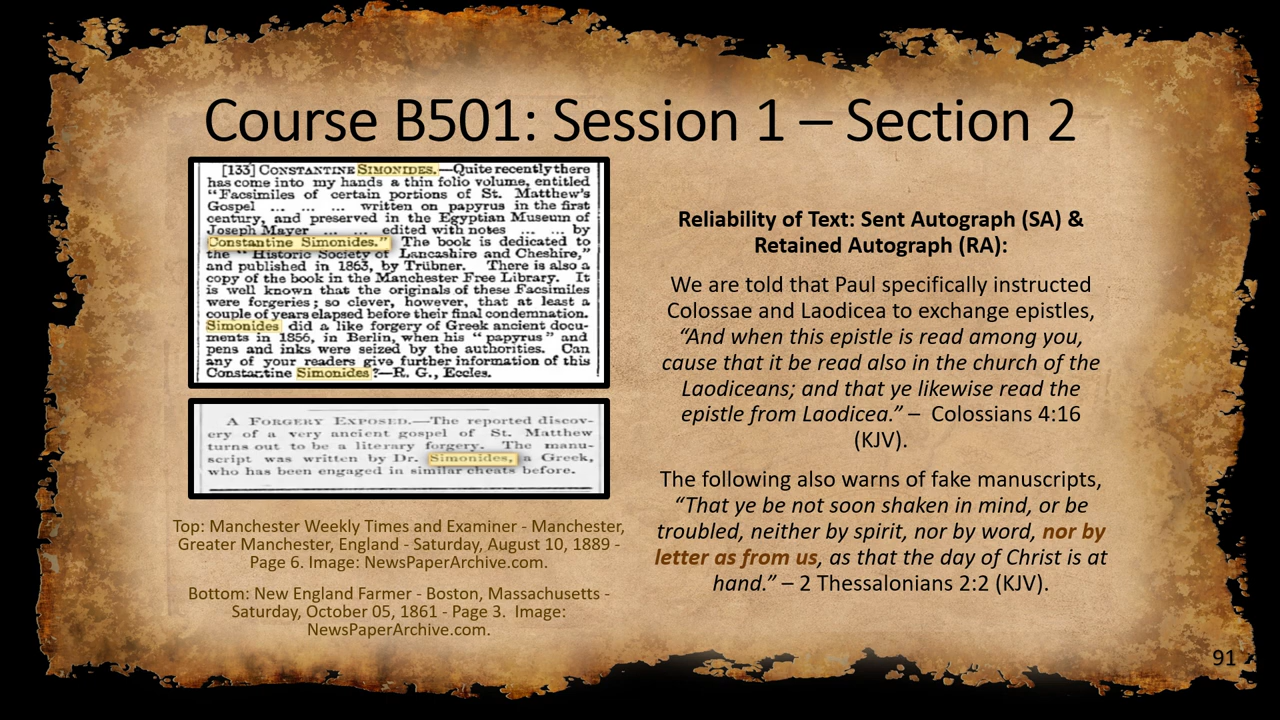 Course B501: Session 1 – Section 2
[133] CONSTANTINE SIMONIDES.—Quite recently there
has come into my hands a thin folio volume, entitled
"Facsimiles of certain portions of St. Matthew's
Gospel ... ... ... written on papyrus in the first
century, and preserved in the Egyptian Museum of
Joseph Mayer ... ... edited with notes ... ... by
Constantine Simonides." The book is dedicated to
the "Historic Society of Lancashire and Cheshire,"
and published in 1863, by Trübner. There is also a
copy of the book in the Manchester Free Library. It
is well known that the originals of these Facsimiles
were forgeries; so clever, however, that at least a
couple of years elapsed before their final condemnation.
Simonides did a like forgery of Greek ancient docu-
ments in 1856, in Berlin, when his "papyrus" and
pens and inks were seized by the authorities. Can
any of your readers give further information of this
Constantine Simonides?—R. G., Eccles.
A FORGERY EXPOSED.—The reported discov-
ery of a very ancient gospel of St. Matthew
turns out to be a literary forgery. The manu-
script was written by Dr. Simonides, a Greek,
who has been engaged in similar cheats before.
Top: Manchester Weekly Times and Examiner - Manchester,
Greater Manchester, England - Saturday, August 10, 1889 -
Page 6. Image: NewsPaperArchive.com.
Bottom: New England Farmer - Boston, Massachusetts -
Saturday, October 05, 1861 - Page 3. Image:
NewsPaperArchive.com.
Reliability of Text: Sent Autograph (SA) &
Retained Autograph (RA):
We are told that Paul specifically instructed
Colossae and Laodicea to exchange epistles,
"And when this epistle is read among you,
cause that it be read also in the church of the
Laodiceans; and that ye likewise read the
epistle from Laodicea." – Colossians 4:16
(KJV).
The following also warns of fake manuscripts,
"That ye be not soon shaken in mind, or be
troubled, neither by spirit, nor by word, nor by
letter as from us, as that the day of Christ is at
hand." – 2 Thessalonians 2:2 (KJV).
91